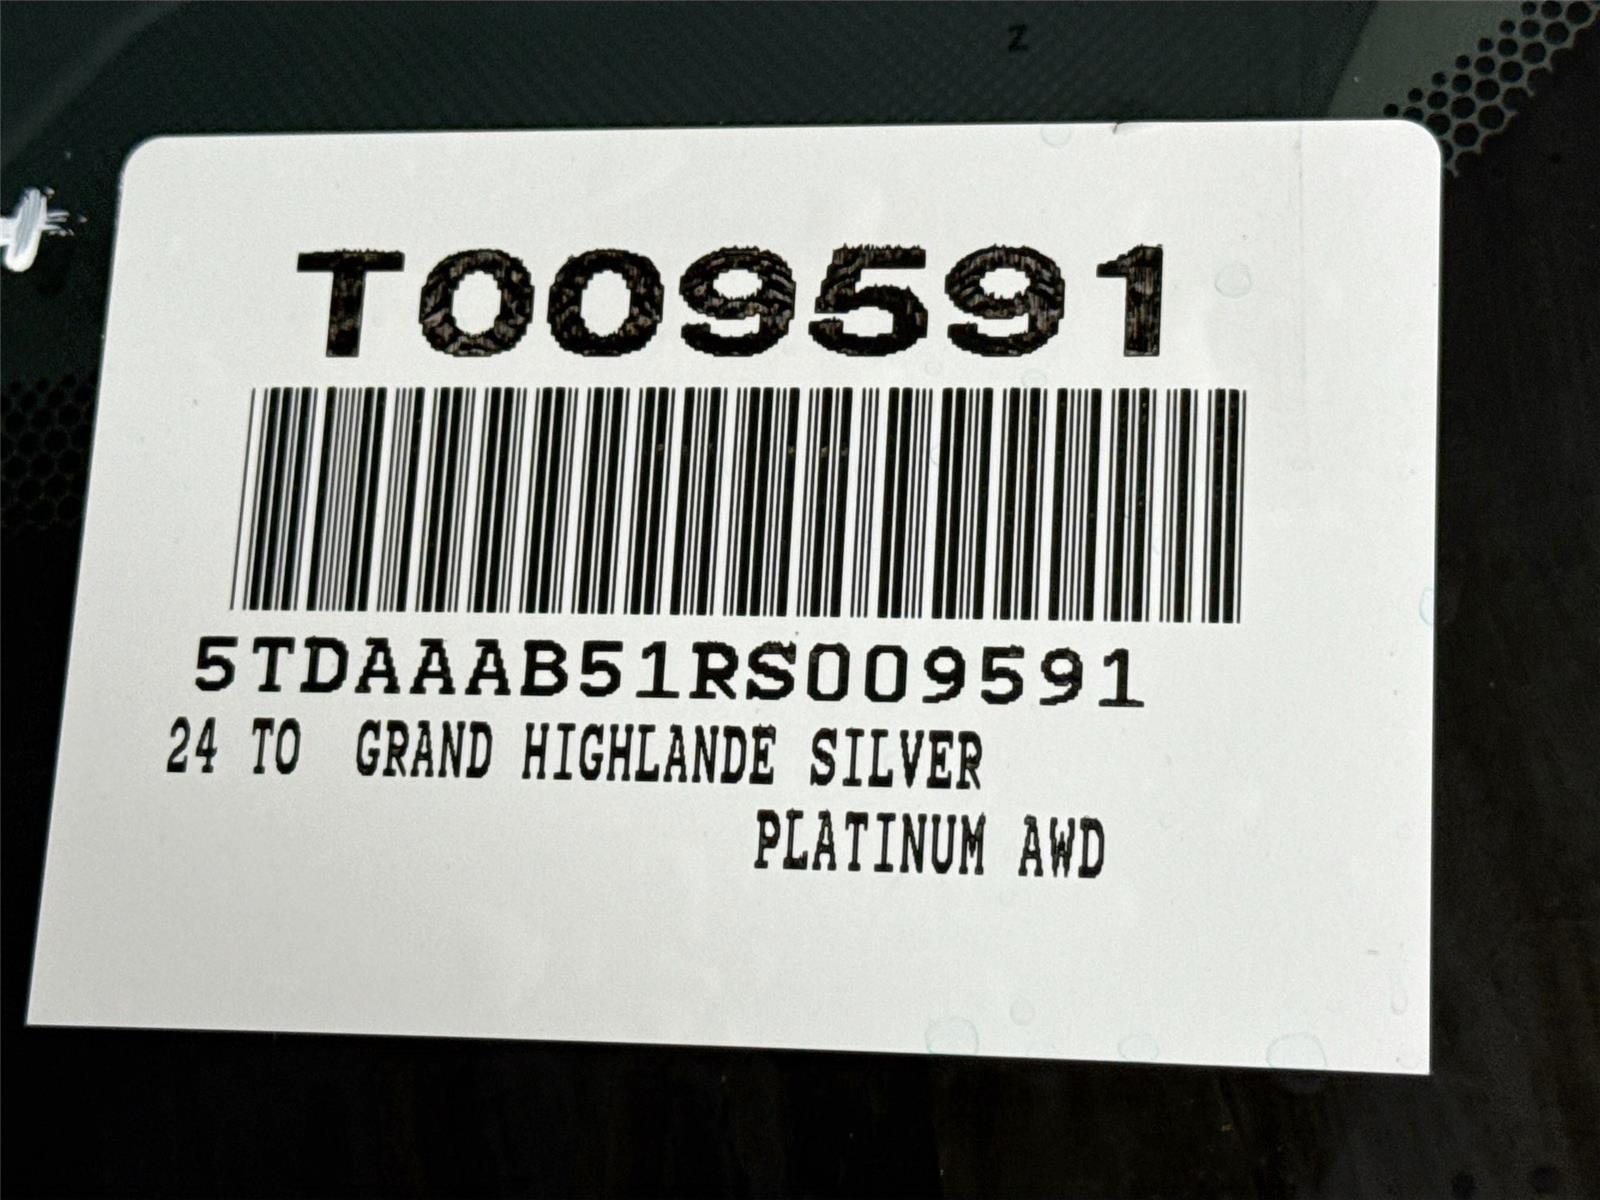 T009591
5TDAAAB51RS009591
24 TO GRAND HIGHLANDE SILVER
PLATINUM AWD